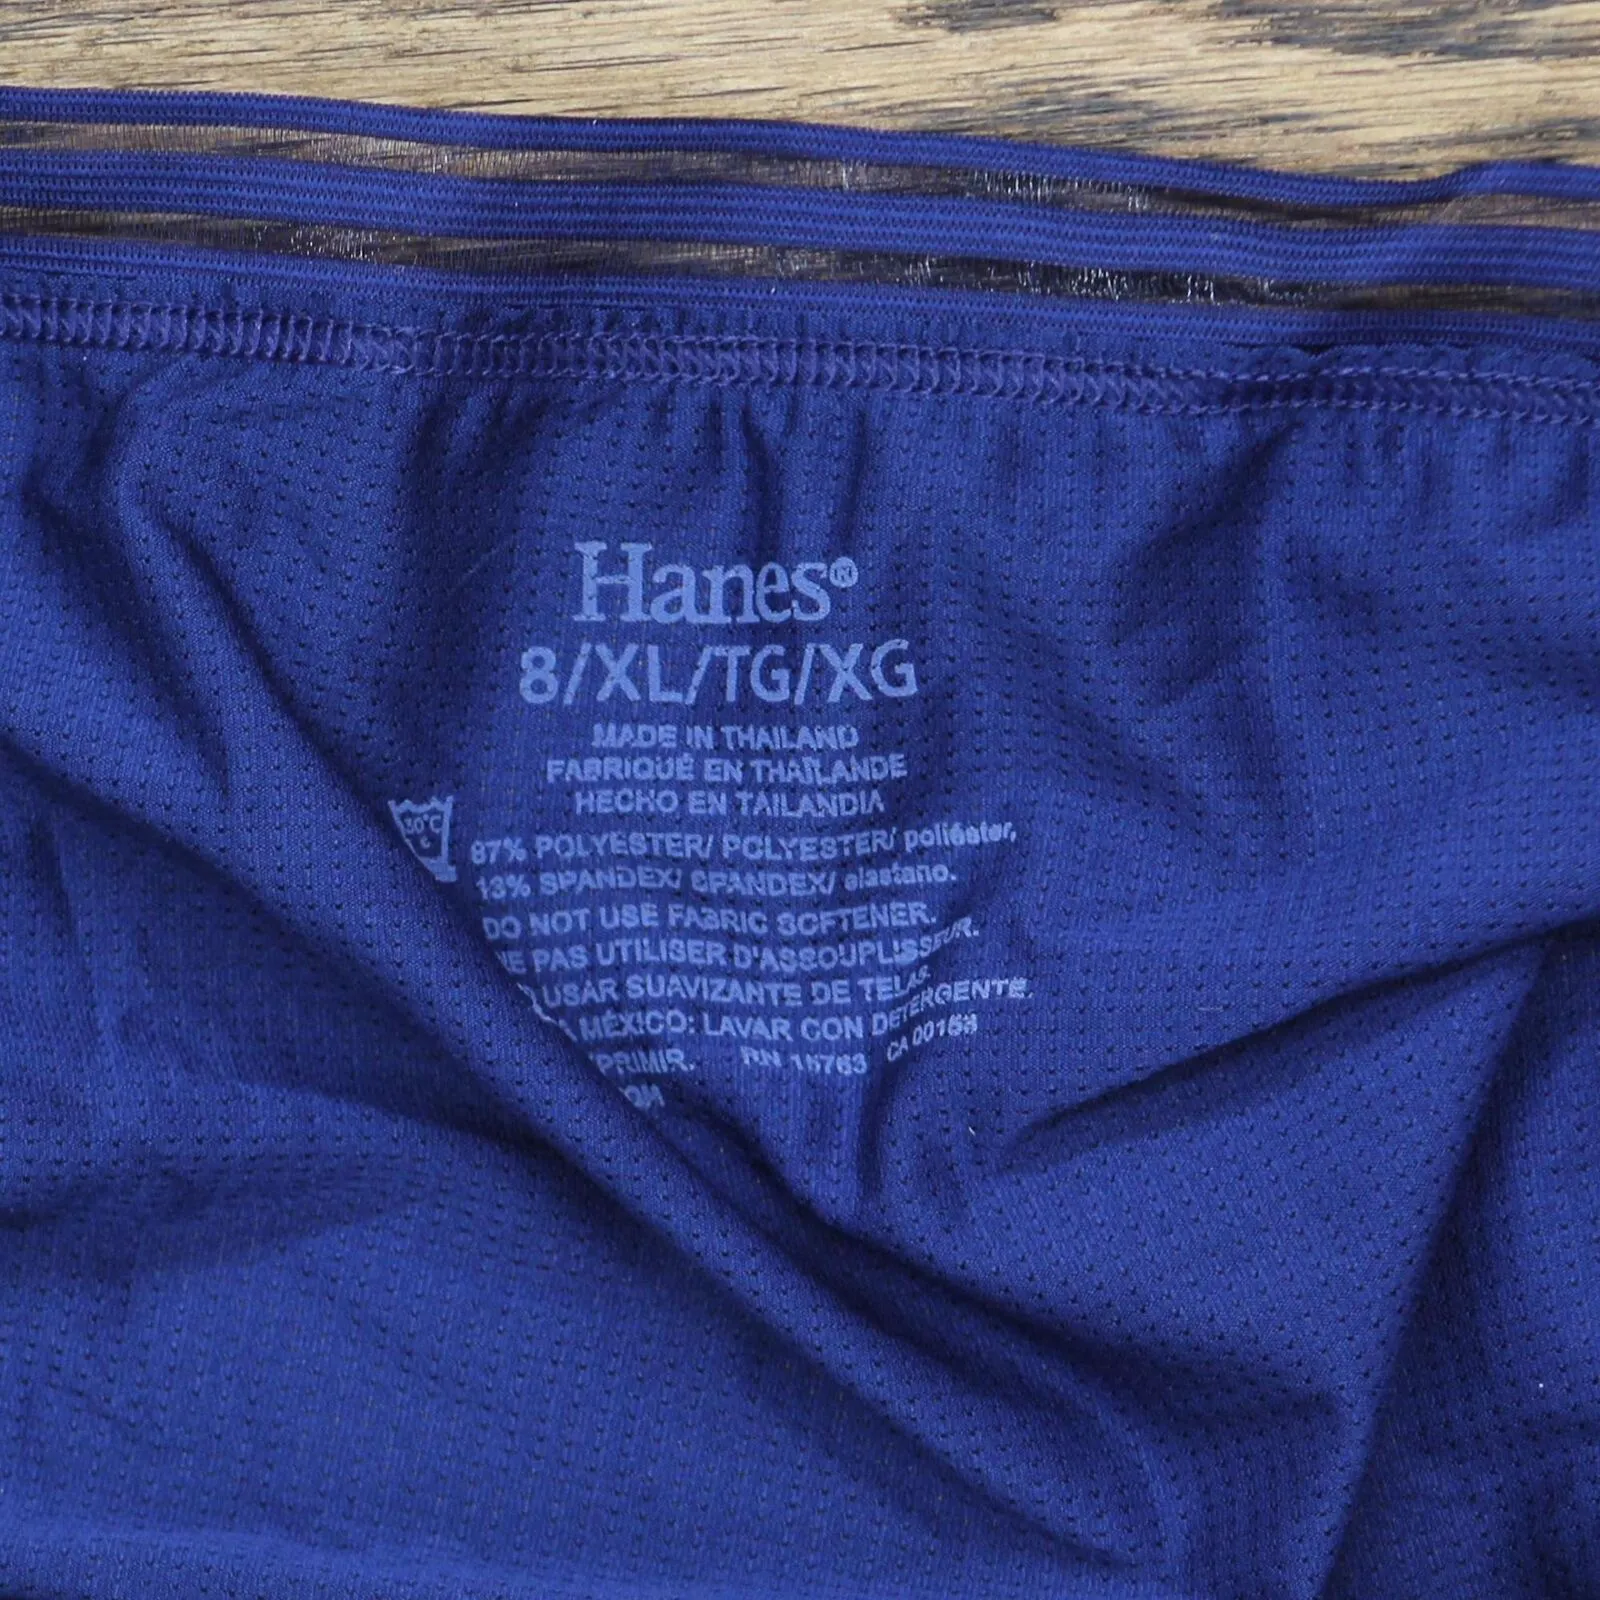 Hanes®
8/XL/TG/XG
MADE IN THAILAND
FABRIQUÉ EN THAÏLANDE
HECHO EN TAILANDIA
30°C
87% POLYESTER/ POLYESTER/ poliéster,
13% SPANDEX/ SPANDEX/ elastano.
DO NOT USE FABRIC SOFTENER.
NE PAS UTILISER D'ASSOUPLISSEUR.
USAR SUAVIZANTE DE TELAS.
MÉXICO: LAVAR CON DETERGENTE.
RN 15763 CA 00153